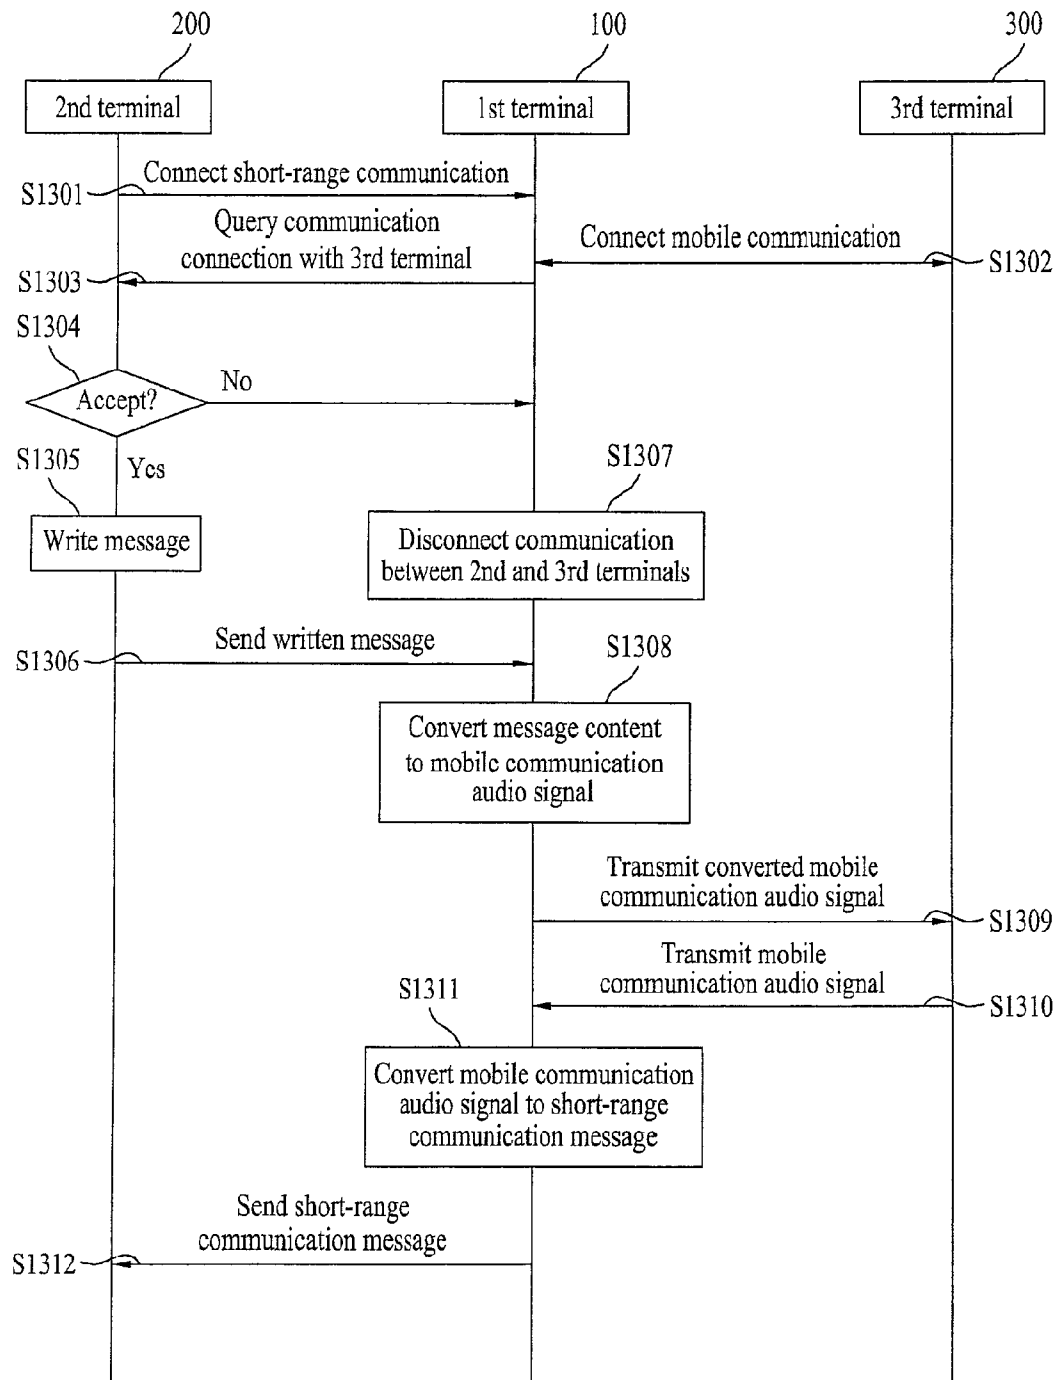 200
100
300
2nd terminal
1st terminal
3rd terminal
Connect short-range communication
S1301
Query communication
connection with 3rd terminal
S1303
Connect mobile communication
S1302
S1304
Accept?
No
Yes
S1305
Write message
S1307
Disconnect communication
between 2nd and 3rd terminals
Send written message
S1306
S1308
Convert message content
to mobile communication
audio signal
Transmit converted mobile
communication audio signal
S1309
Transmit mobile
communication audio signal
S1310
S1311
Convert mobile communication
audio signal to short-range
communication message
Send short-range
communication message
S1312